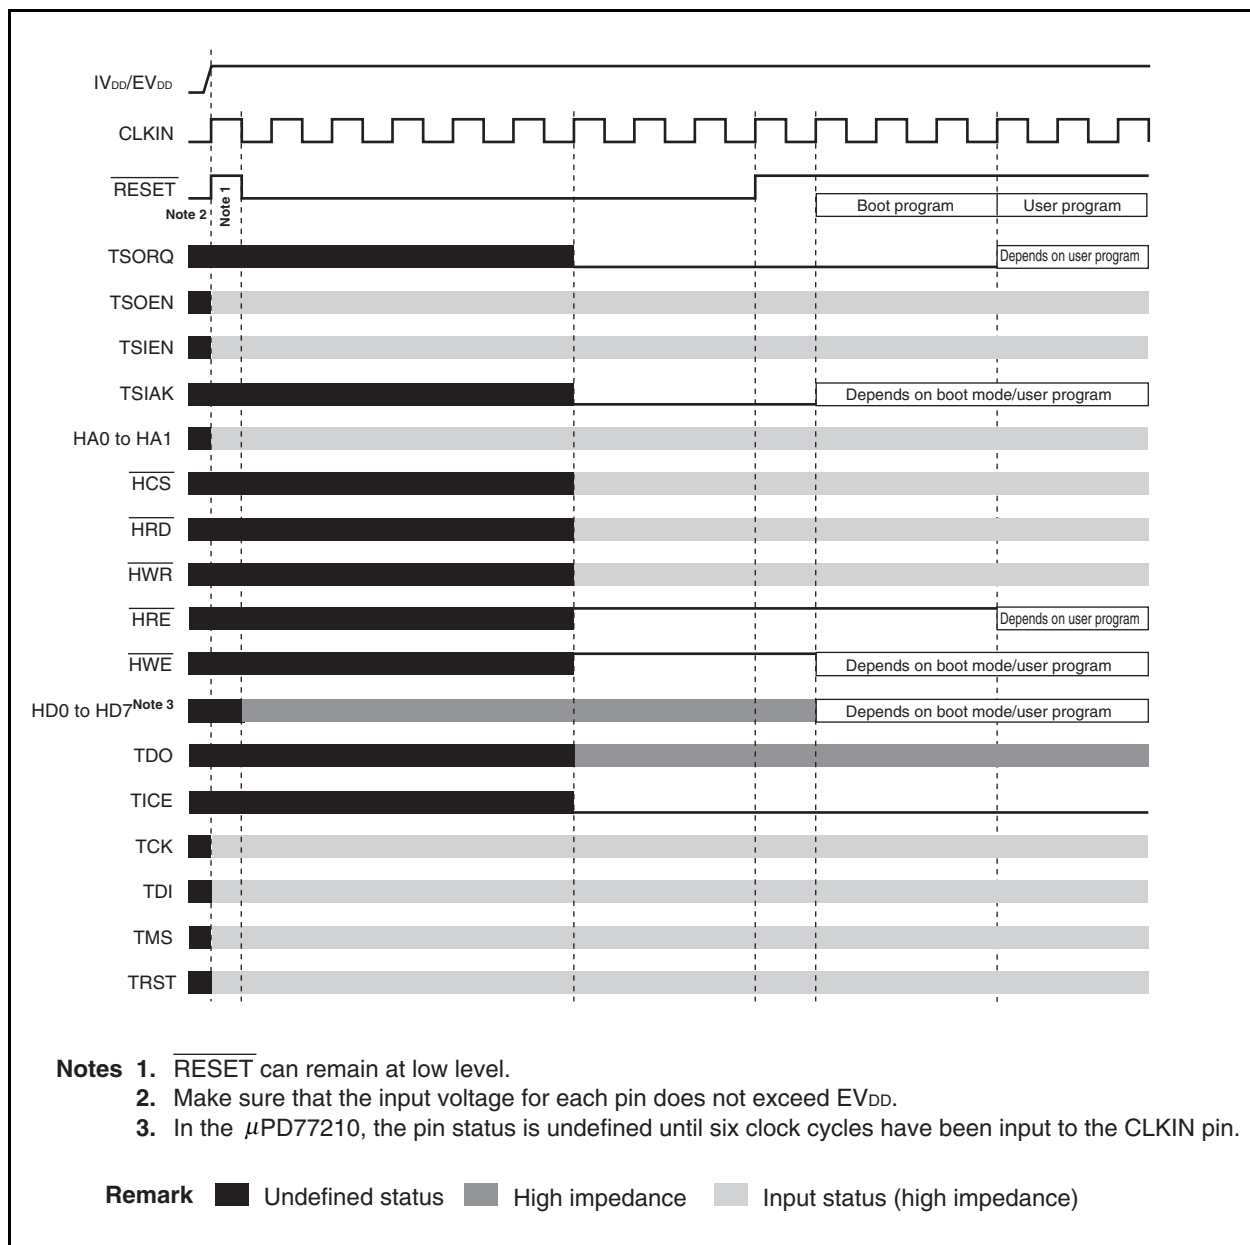 IVDD/EVDD
CLKIN
RESET
Note 2
Note 1
Boot program User program
TSORQ Depends on user program
TSOEN
TSIEN
TSIAK Depends on boot mode/user program
HA0 to HA1
HCS
HRD
HWR
HRE Depends on user program
HWE Depends on boot mode/user program
HD0 to HD7 Note 3 Depends on boot mode/user program
TDO
TICE
TCK
TDI
TMS
TRST
Notes 1. RESET can remain at low level.
2. Make sure that the input voltage for each pin does not exceed EVDD.
3. In the μPD77210, the pin status is undefined until six clock cycles have been input to the CLKIN pin.
Remark Undefined status High impedance Input status (high impedance)